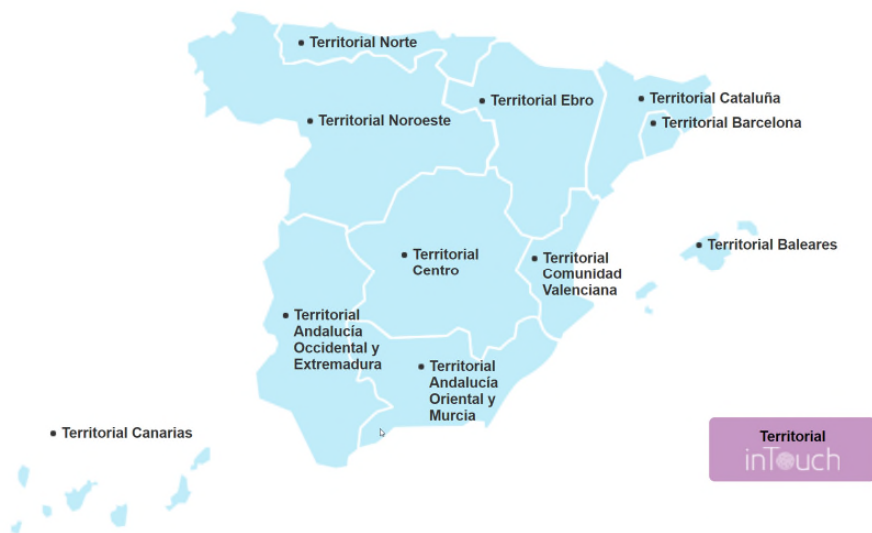 Territorial Norte
Territorial Ebro
Territorial Cataluña
Territorial Noroeste
Territorial Barcelona
Territorial Baleares
Territorial
Centro
Territorial
Comunidad
Valenciana
Territorial
Andalucía
Occidental y
Extremadura
Territorial
Andalucía
Oriental y
Murcia
Territorial Canarias
Territorial
inTouch